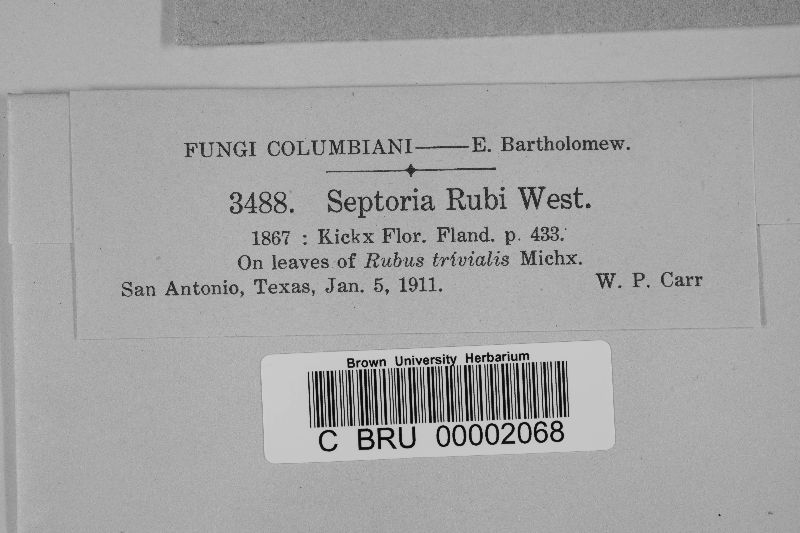 FUNGI COLUMBIANI——E. Bartholomew.
3488. Septoria Rubi West.
1867 : Kickx Flor. Fland. p. 433.
On leaves of Rubus trivialis Michx.
San Antonio, Texas, Jan. 5, 1911. W. P. Carr
Brown University Herbarium
C BRU 00002068